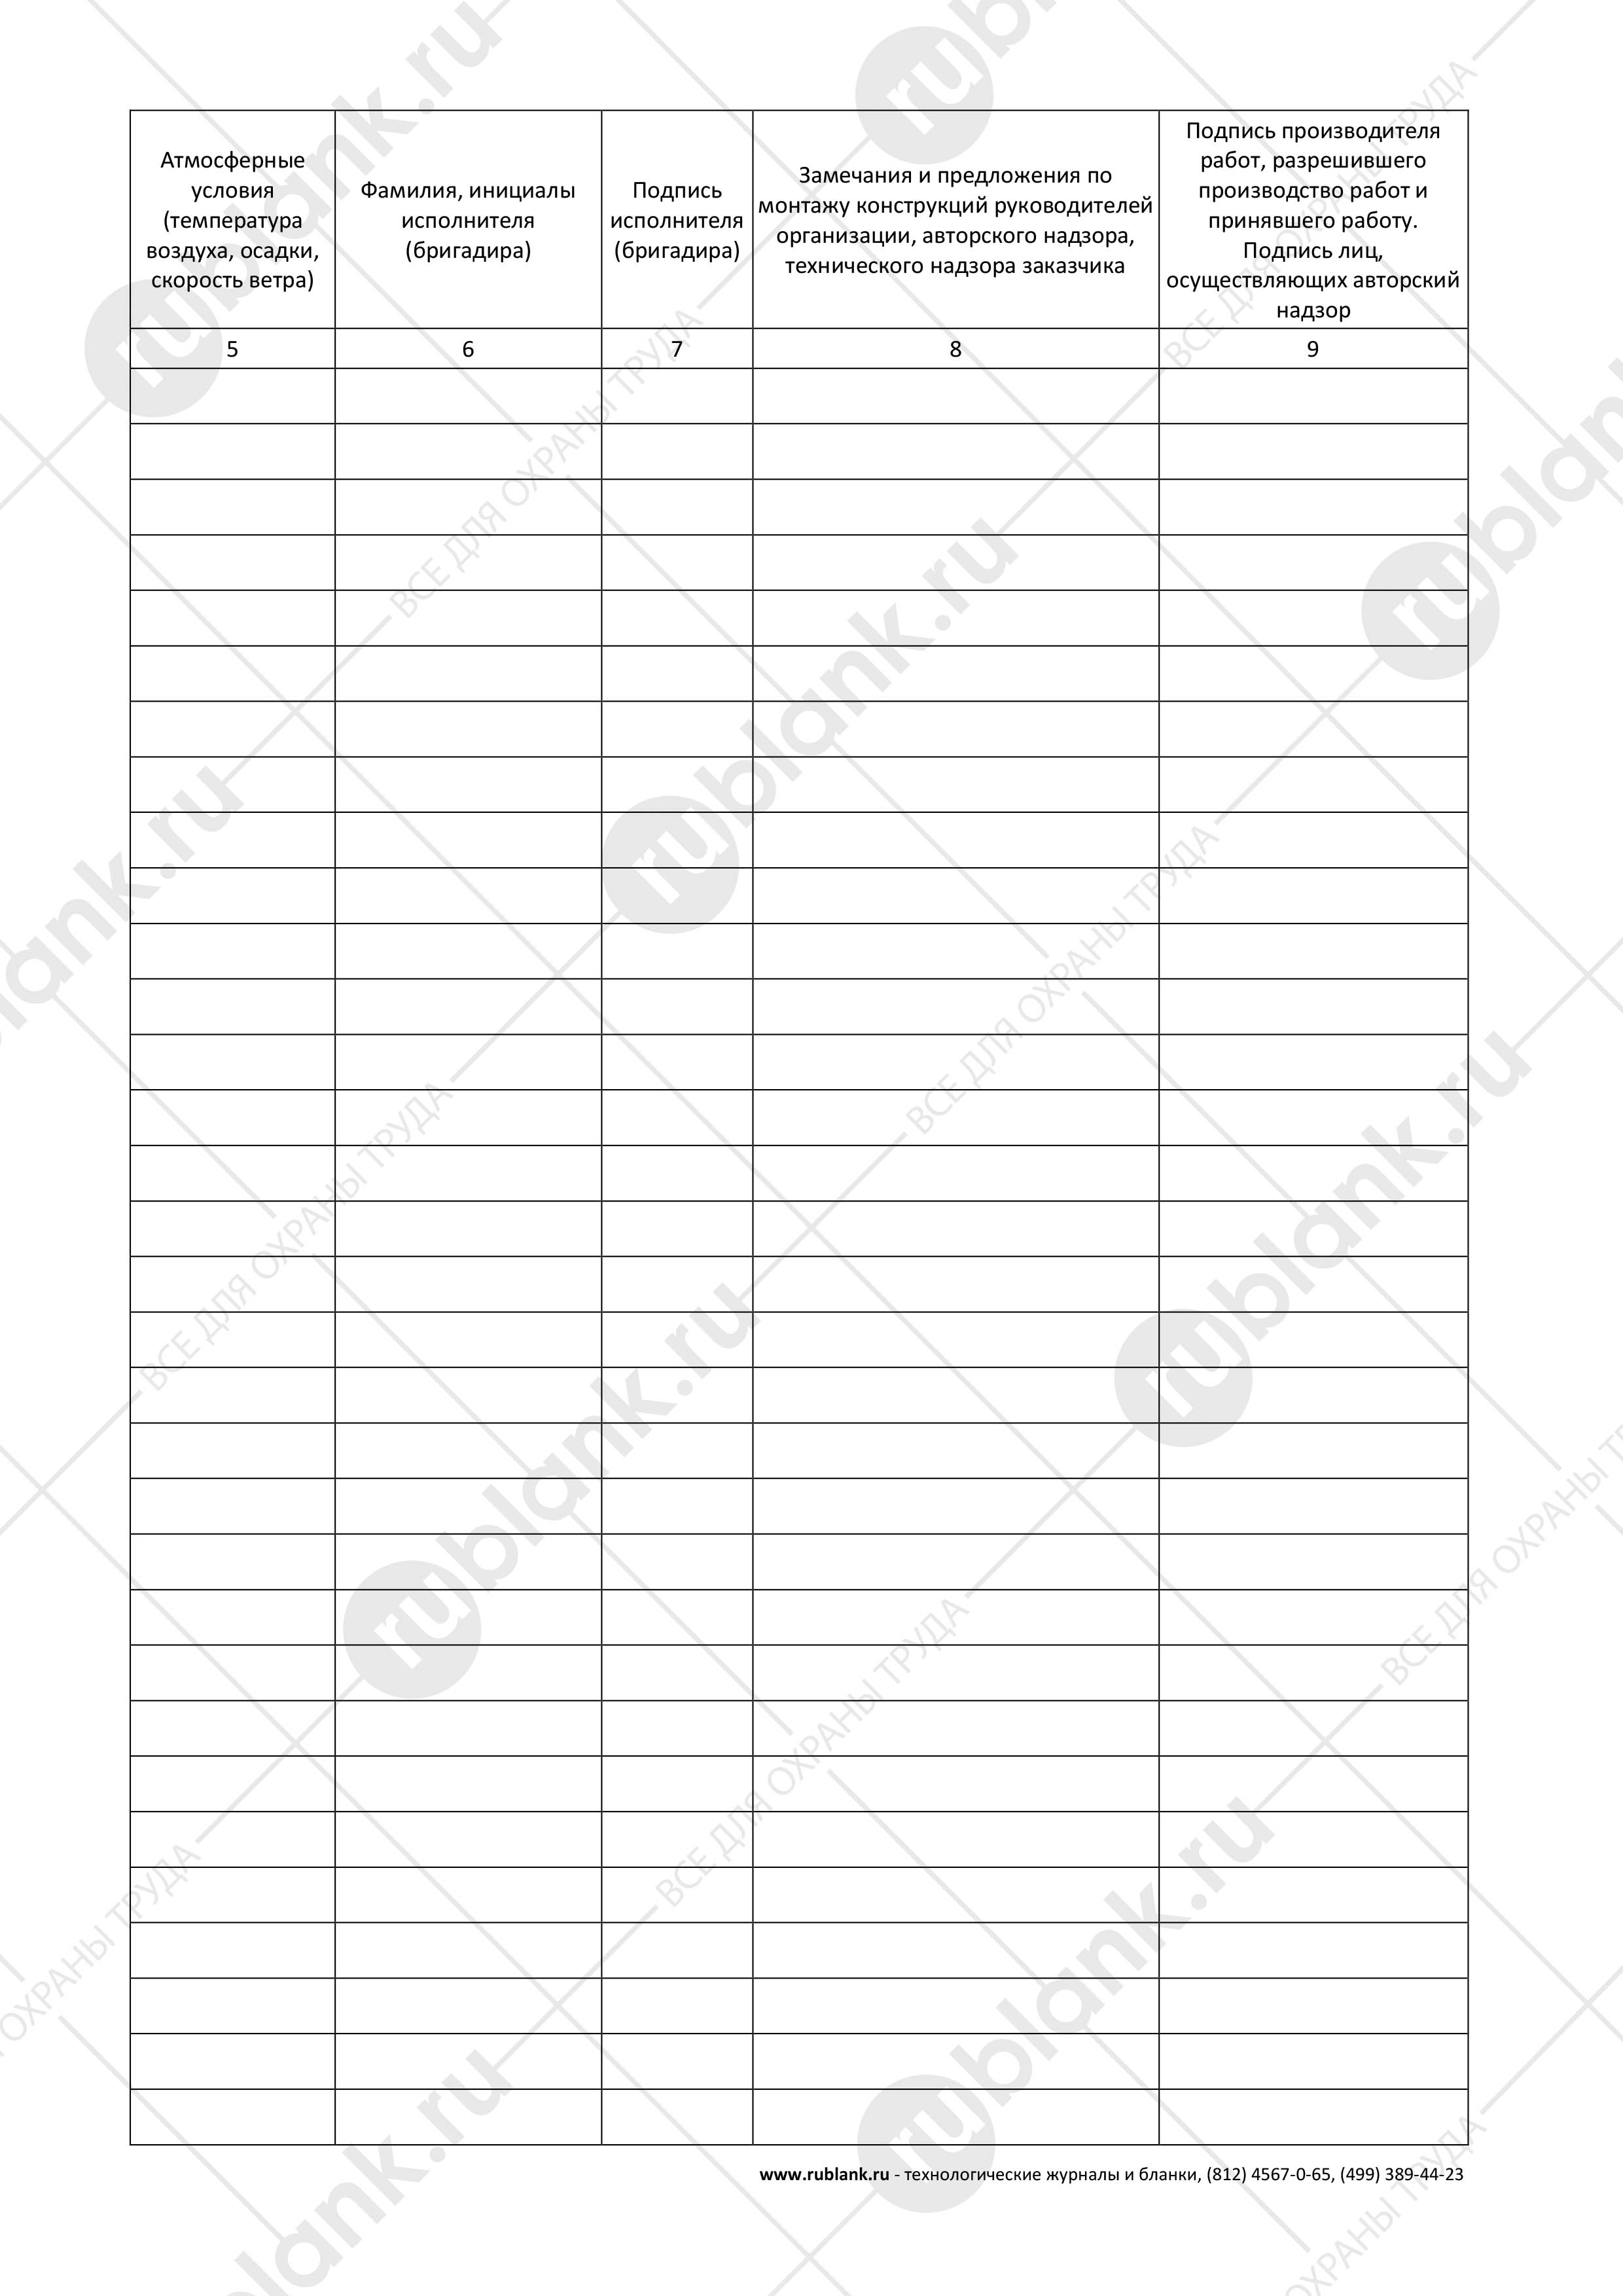 Атмосферные
условия
(температура
воздуха, осадки,
скорость ветра)
Фамилия, инициалы
исполнителя
(бригадира)
Подпись
исполнителя
(бригадира)
Замечания и предложения по
монтажу конструкций руководителей
организации, авторского надзора,
технического надзора заказчика
Подпись производителя
работ, разрешившего
производство работ и
принявшего работу.
Подпись лиц,
осуществляющих авторский
надзор
5
6
7
8
9
www.rublank.ru - технологические журналы и бланки, (812) 4567-0-65, (499) 389-44-23
rublank.ru
ВСЕ ДЛЯ ОХРАНЫ ТРУДА